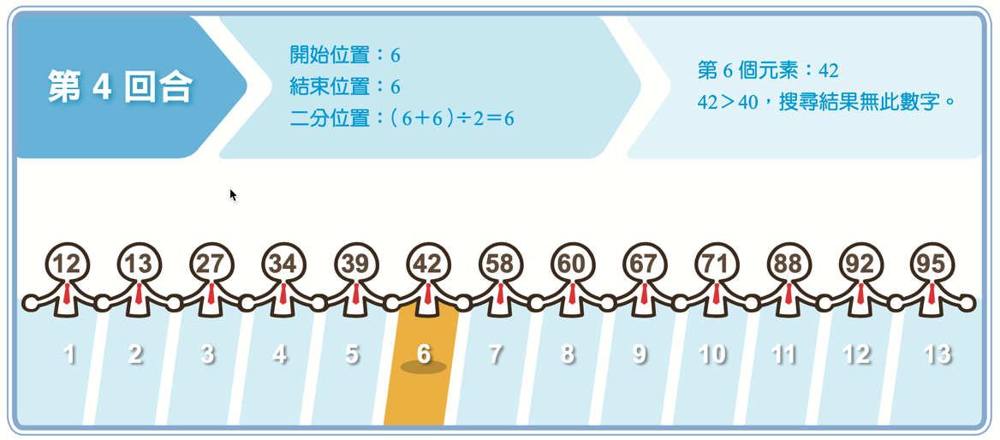 第 4 回合
開始位置：6
結束位置：6
二分位置：(6＋6)÷2＝6
第 6 個元素：42
42＞40，搜尋結果無此數字。
12 13 27 34 39 42 58 60 67 71 88 92 95
1 2 3 4 5 6 7 8 9 10 11 12 13